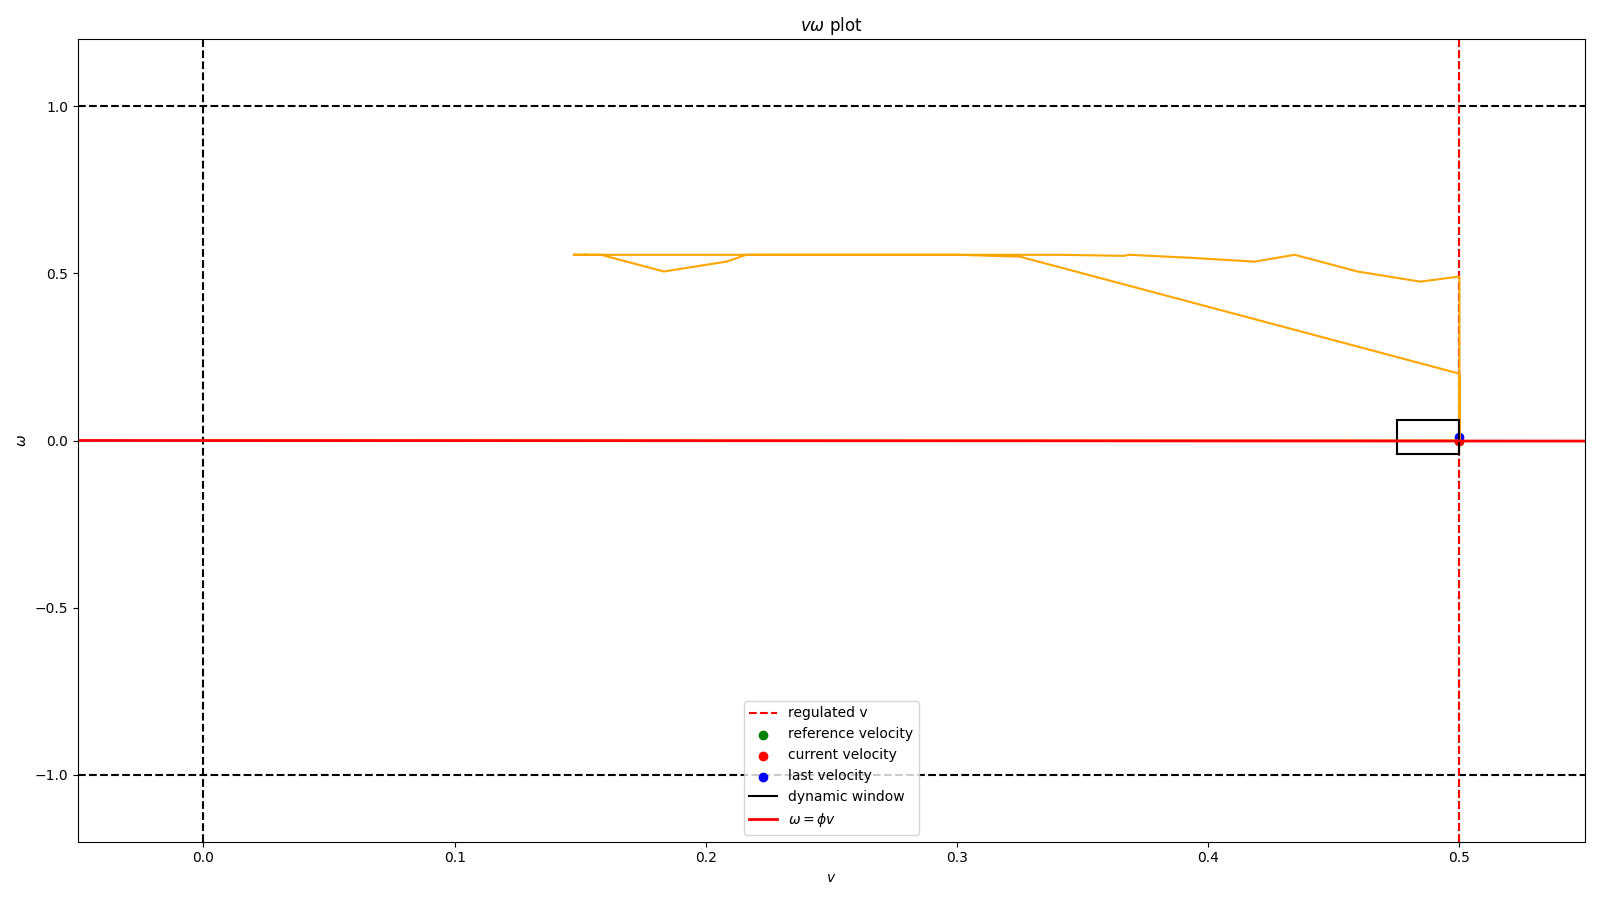 vω plot
1.0
0.5
0.0
−0.5
−1.0
ω
regulated v
reference velocity
current velocity
last velocity
dynamic window
ω = ϕv
0.0 0.1 0.2 0.3 0.4 0.5
v